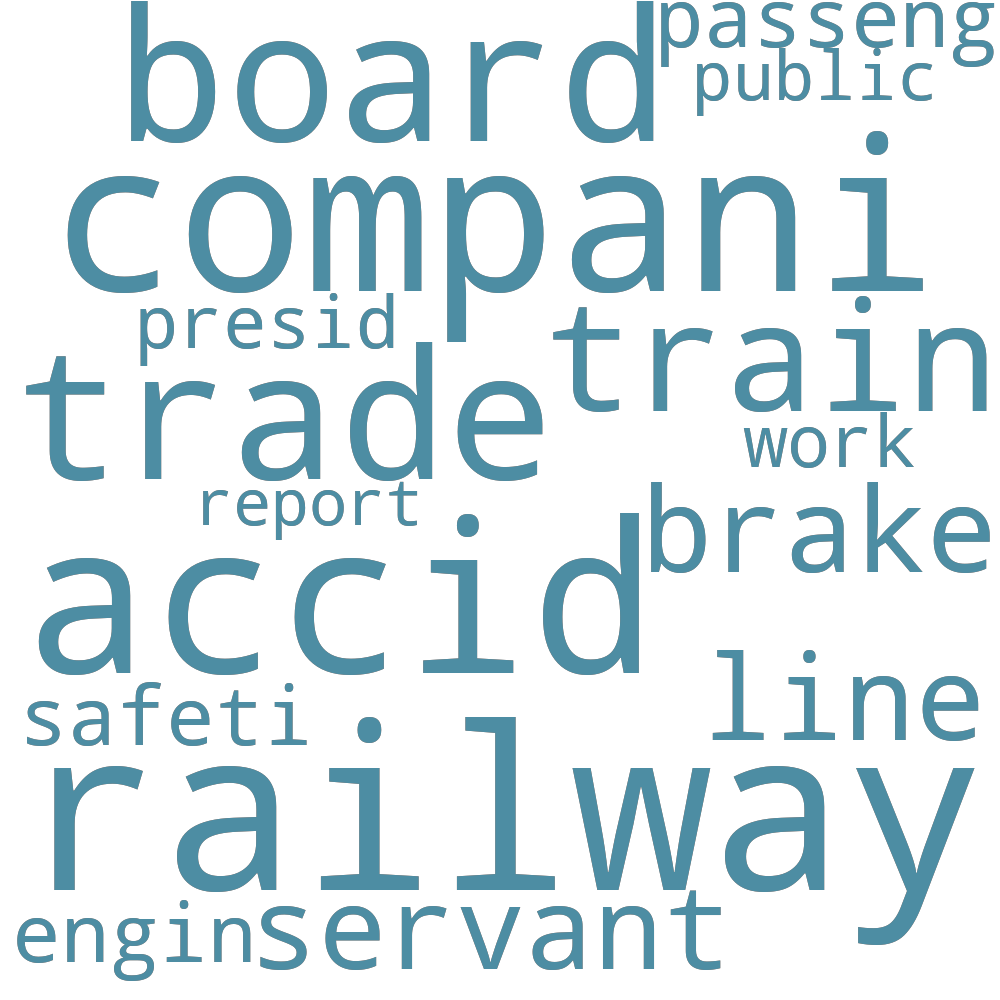 board
passeng
public
compani
presid
train
trade
work
report
brake
accid
line
safeti
railway
engin
servant